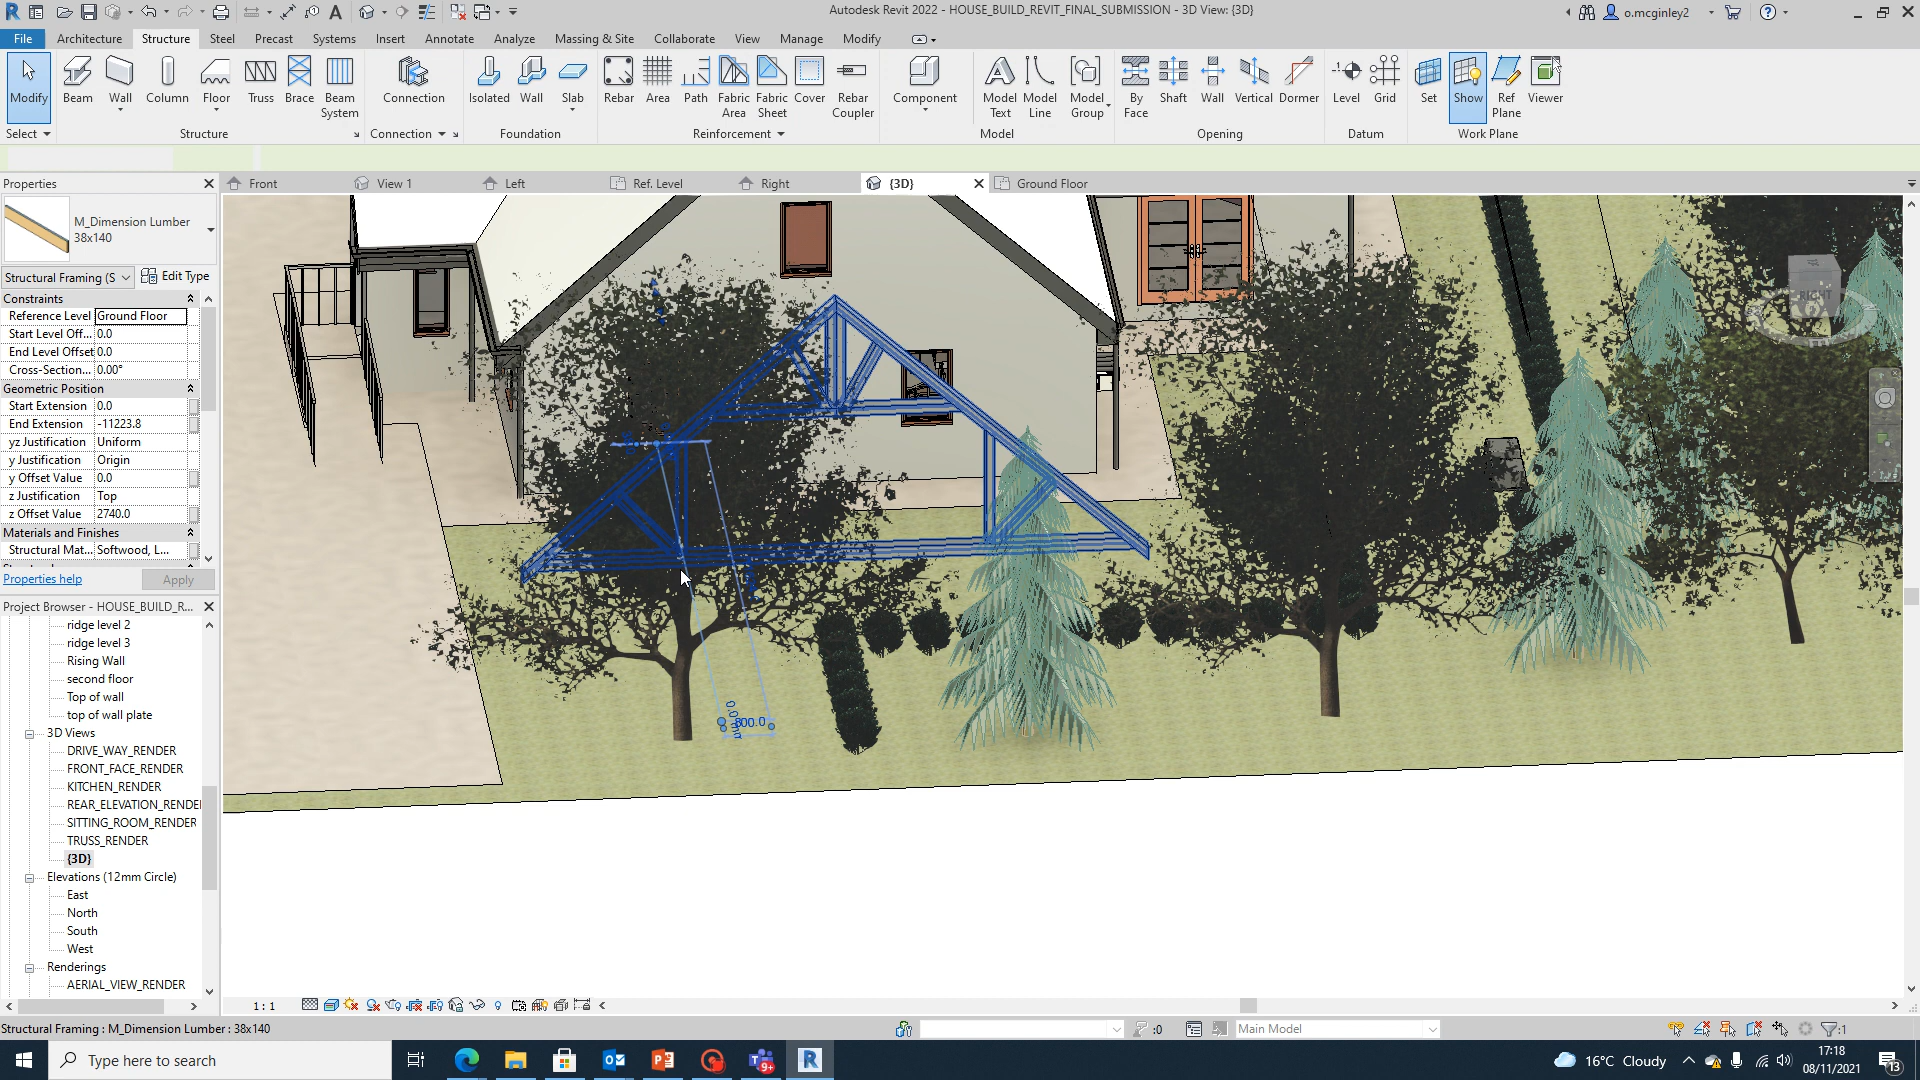 Autodesk Revit 2022 - HOUSE_BUILD_REVIT_FINAL_SUBMISSION - 3D View: {3D}
o.mcginley2
File Architecture Structure Steel Precast Systems Insert Annotate Analyze Massing & Site Collaborate View Manage Modify
Modify Beam Wall Column Floor Truss Brace Beam System Connection Isolated Wall Slab Rebar Area Path Fabric Area Fabric Sheet Cover Rebar Coupler Component Model Text Model Line Model Group By Face Shaft Wall Vertical Dormer Level Grid Set Show Ref Plane Viewer
Select Structure Connection Foundation Reinforcement Model Opening Datum Work Plane
Properties
Front View 1 Left Ref. Level Right {3D} Ground Floor
M_Dimension Lumber
38x140
Structural Framing (S
Edit Type
Constraints
Reference Level Ground Floor
Start Level Off... 0.0
End Level Offset 0.0
Cross-Section... 0.00°
Geometric Position
Start Extension 0.0
End Extension -11223.8
yz Justification Uniform
y Justification Origin
y Offset Value 0.0
z Justification Top
z Offset Value 2740.0
Materials and Finishes
Structural Mat... Softwood, L...
Properties help Apply
Project Browser - HOUSE_BUILD_R...
ridge level 2
ridge level 3
Rising Wall
second floor
Top of wall
top of wall plate
3D Views
DRIVE_WAY_RENDER
FRONT_FACE_RENDER
KITCHEN_RENDER
REAR_ELEVATION_RENDE
SITTING_ROOM_RENDER
TRUSS_RENDER
{3D}
Elevations (12mm Circle)
East
North
South
West
Renderings
AERIAL_VIEW_RENDER
RIGHT
1 : 1
Structural Framing : M_Dimension Lumber : 38x140
:0
Main Model
:1
Type here to search
9+
16°C Cloudy
17:18
08/11/2021
13